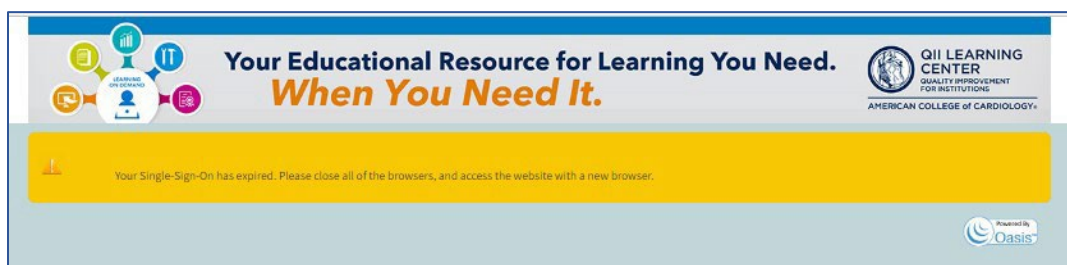 LEARNING
ON DEMAND
Your Educational Resource for Learning You Need.
When You Need It.
QII LEARNING
CENTER
QUALITY IMPROVEMENT
FOR INSTITUTIONS
AMERICAN COLLEGE of CARDIOLOGY®
Your Single-Sign-On has expired. Please close all of the browsers, and access the website with a new browser.
Powered By
Oasis™